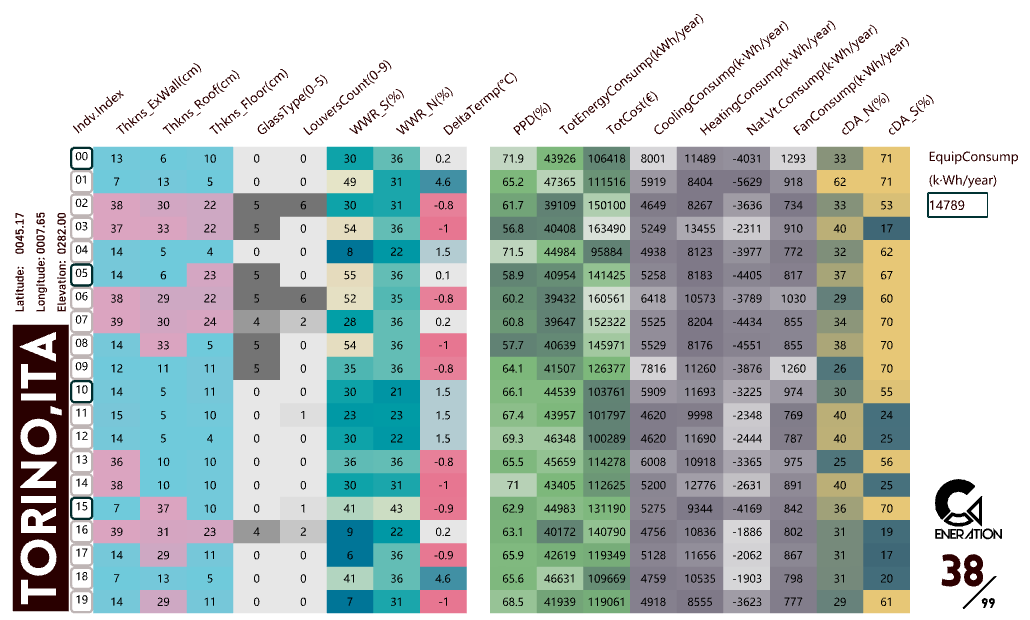 Indv.Index Thkns_ExWall(cm) Thkns_Roof(cm) Thkns_Floor(cm) GlassType(0-5) LouversCount(0-9) WWR_S(%) WWR_N(%) DeltaTermp(°C) PPD(%) TotEnergyConsump(kWh/year) TotCost(€) CoolingConsump(k·Wh/year) HeatingConsump(k·Wh/year) Nat.Vt.Consump(k·Wh/year) FanConsump(k·Wh/year) cDA_N(%) cDA_S(%)
00 13 6 10 0 0 30 36 0.2 71.9 43926 106418 8001 11489 -4031 1293 33 71
01 7 13 5 0 0 49 31 4.6 65.2 47365 111516 5919 8404 -5629 918 62 71
02 38 30 22 5 6 30 31 -0.8 61.7 39109 150100 4649 8267 -3636 734 33 53
03 37 33 22 5 0 54 36 -1 56.8 40408 163490 5249 13455 -2311 910 40 17
04 14 5 4 0 0 8 22 1.5 71.5 44984 95884 4938 8123 -3977 772 32 62
05 14 6 23 5 0 55 36 0.1 58.9 40954 141425 5258 8183 -4405 817 37 67
06 38 29 22 5 6 52 35 -0.8 60.2 39432 160561 6418 10573 -3789 1030 29 60
07 39 30 24 4 2 28 36 0.2 60.8 39647 152322 5525 8204 -4434 855 34 70
08 14 33 5 5 0 54 36 -1 57.7 40639 145971 5529 8176 -4551 855 38 70
09 12 11 11 5 0 35 36 -0.8 64.1 41507 126377 7816 11260 -3876 1260 26 70
10 14 5 11 0 0 30 21 1.5 66.1 44539 103761 5909 11693 -3225 974 30 55
11 15 5 10 0 1 23 23 1.5 67.4 43957 101797 4620 9998 -2348 769 40 24
12 14 5 4 0 0 30 22 1.5 69.3 46348 100289 4620 11690 -2444 787 40 25
13 36 10 10 0 0 36 36 -0.8 65.5 45659 114278 6008 10918 -3365 975 25 56
14 38 10 10 0 0 30 31 -1 71 43405 112625 5200 12776 -2631 891 40 25
15 7 37 10 0 1 41 43 -0.9 62.9 44983 131190 5275 9344 -4169 842 36 70
16 39 31 23 4 2 9 22 0.2 63.1 40172 140790 4756 10836 -1886 802 31 19
17 14 29 11 0 0 6 36 -0.9 65.9 42619 119349 5128 11656 -2062 867 31 17
18 7 13 5 0 0 41 36 4.6 65.6 46631 109669 4759 10535 -1903 798 31 20
19 14 29 11 0 0 7 31 -1 68.5 41939 119061 4918 8555 -3623 777 29 61
EquipConsump
(k·Wh/year)
14789
Latitude: 0045.17
Longitude: 0007.65
Elevation: 0282.00
TORINO,ITA
ENERATION
38/99